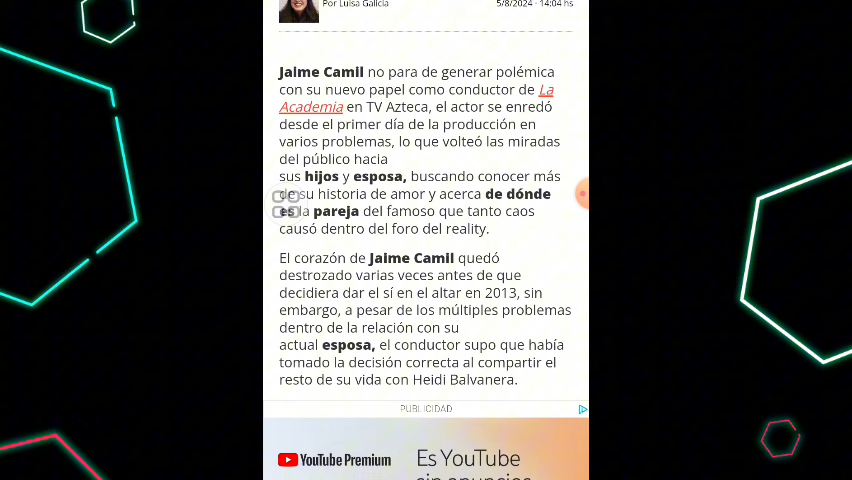 Por Luisa Galicia
5/8/2024 - 14:04 hs
Jaime Camil no para de generar polémica
con su nuevo papel como conductor de La
Academia en TV Azteca, el actor se enredó
desde el primer día de la producción en
varios problemas, lo que volteó las miradas
del público hacia
sus hijos y esposa, buscando conocer más
de su historia de amor y acerca de dónde
es la pareja del famoso que tanto caos
causó dentro del foro del reality.
El corazón de Jaime Camil quedó
destrozado varias veces antes de que
decidiera dar el sí en el altar en 2013, sin
embargo, a pesar de los múltiples problemas
dentro de la relación con su
actual esposa, el conductor supo que había
tomado la decisión correcta al compartir el
resto de su vida con Heidi Balvanera.
PUBLICIDAD
YouTube Premium
Es YouTube
sin anuncios